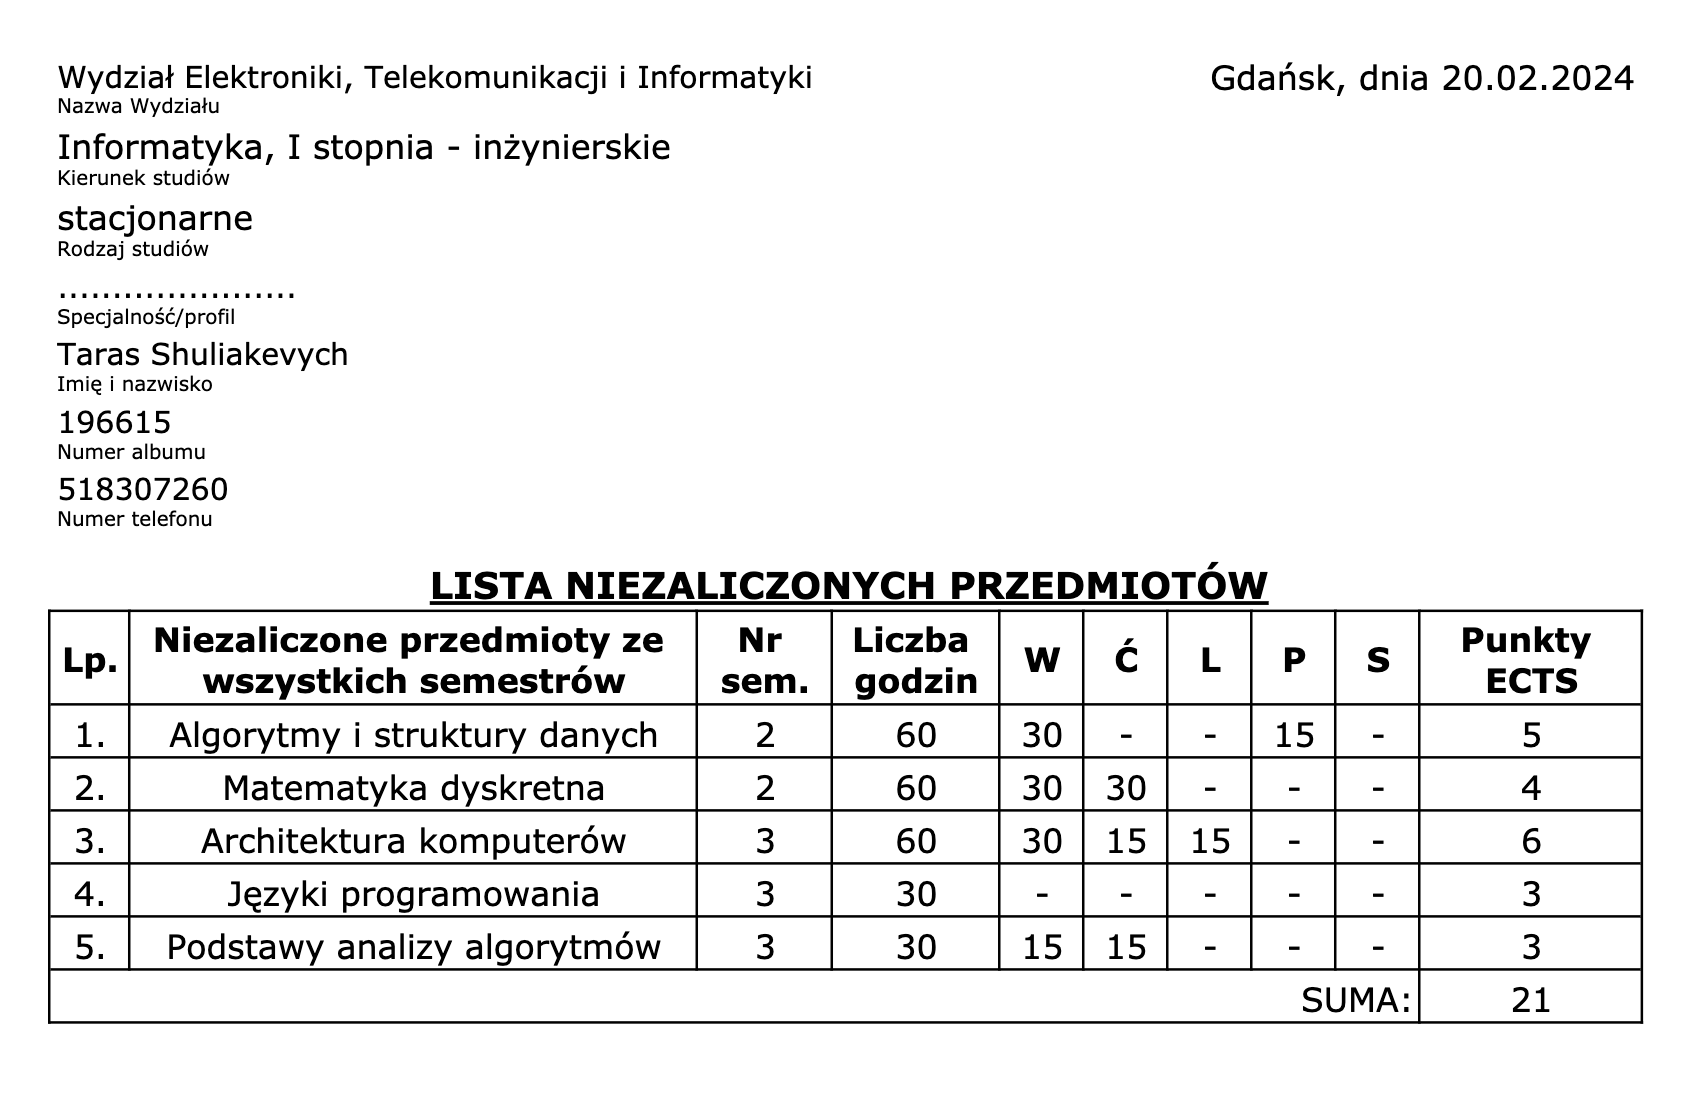 Wydział Elektroniki, Telekomunikacji i Informatyki
Gdańsk, dnia 20.02.2024
Nazwa Wydziału
Informatyka, I stopnia - inżynierskie
Kierunek studiów
stacjonarne
Rodzaj studiów
......................
Specjalność/profil
Taras Shuliakevych
Imię i nazwisko
196615
Numer albumu
518307260
Numer telefonu
LISTA NIEZALICZONYCH PRZEDMIOTÓW
Lp. Niezaliczone przedmioty ze wszystkich semestrów Nr sem. Liczba godzin W Ć L P S Punkty ECTS
1. Algorytmy i struktury danych 2 60 30 - - 15 - 5
2. Matematyka dyskretna 2 60 30 30 - - - 4
3. Architektura komputerów 3 60 30 15 15 - - 6
4. Języki programowania 3 30 - - - - - 3
5. Podstawy analizy algorytmów 3 30 15 15 - - - 3
SUMA: 21